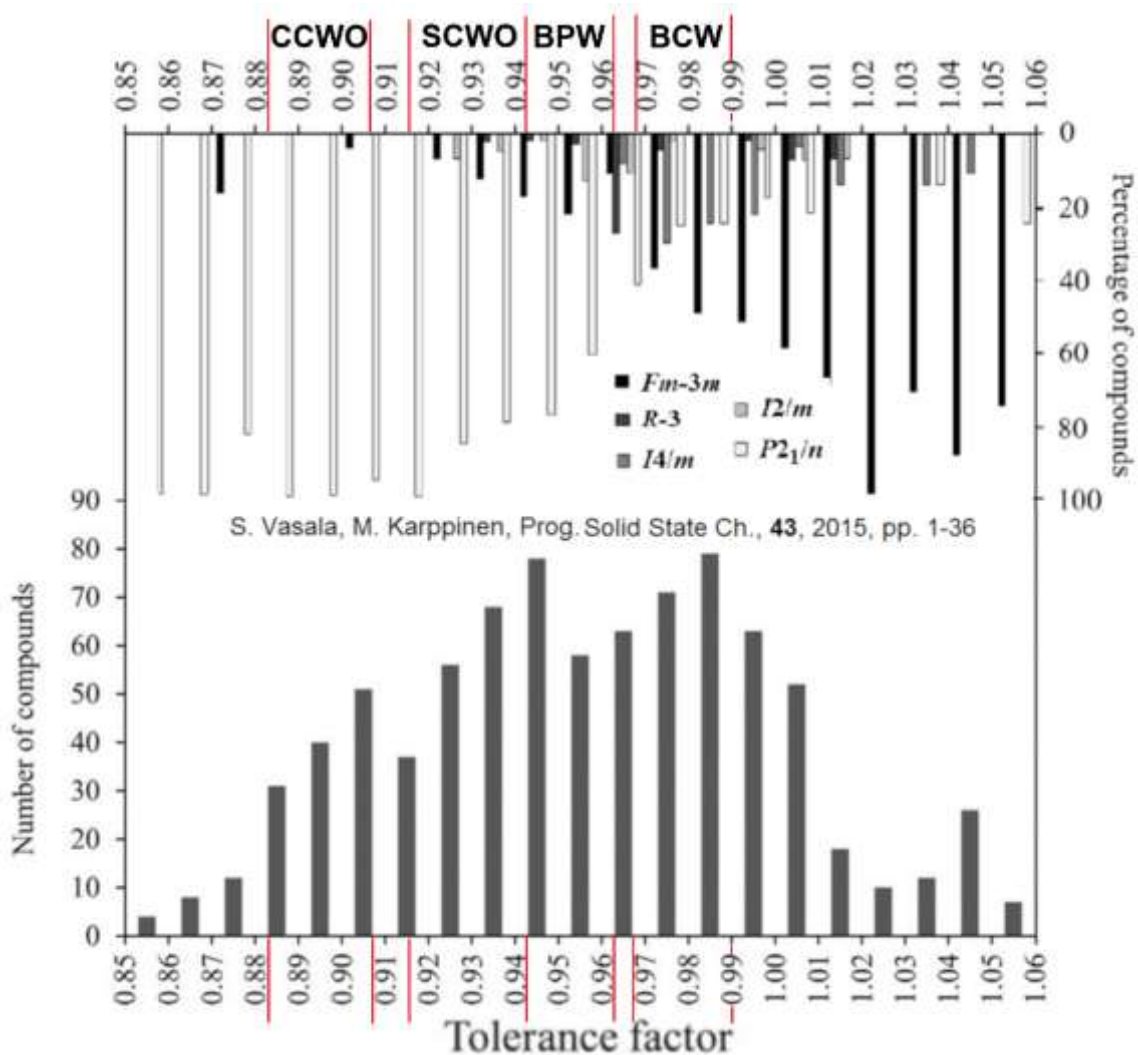 CCWO SCWO BPW BCW
0.85 0.86 0.87 0.88 0.89 0.90 0.91 0.92 0.93 0.94 0.95 0.96 0.97 0.98 0.99 1.00 1.01 1.02 1.03 1.04 1.05 1.06
0
20
40
60
80
100
Percentage of compounds
Fm-3m
R-3
I4/m
I2/m
P2₁/n
S. Vasala, M. Karppinen, Prog. Solid State Ch., 43, 2015, pp. 1-36
90
80
70
60
50
40
30
20
10
0
Number of compounds
0.85 0.86 0.87 0.88 0.89 0.90 0.91 0.92 0.93 0.94 0.95 0.96 0.97 0.98 0.99 1.00 1.01 1.02 1.03 1.04 1.05 1.06
Tolerance factor